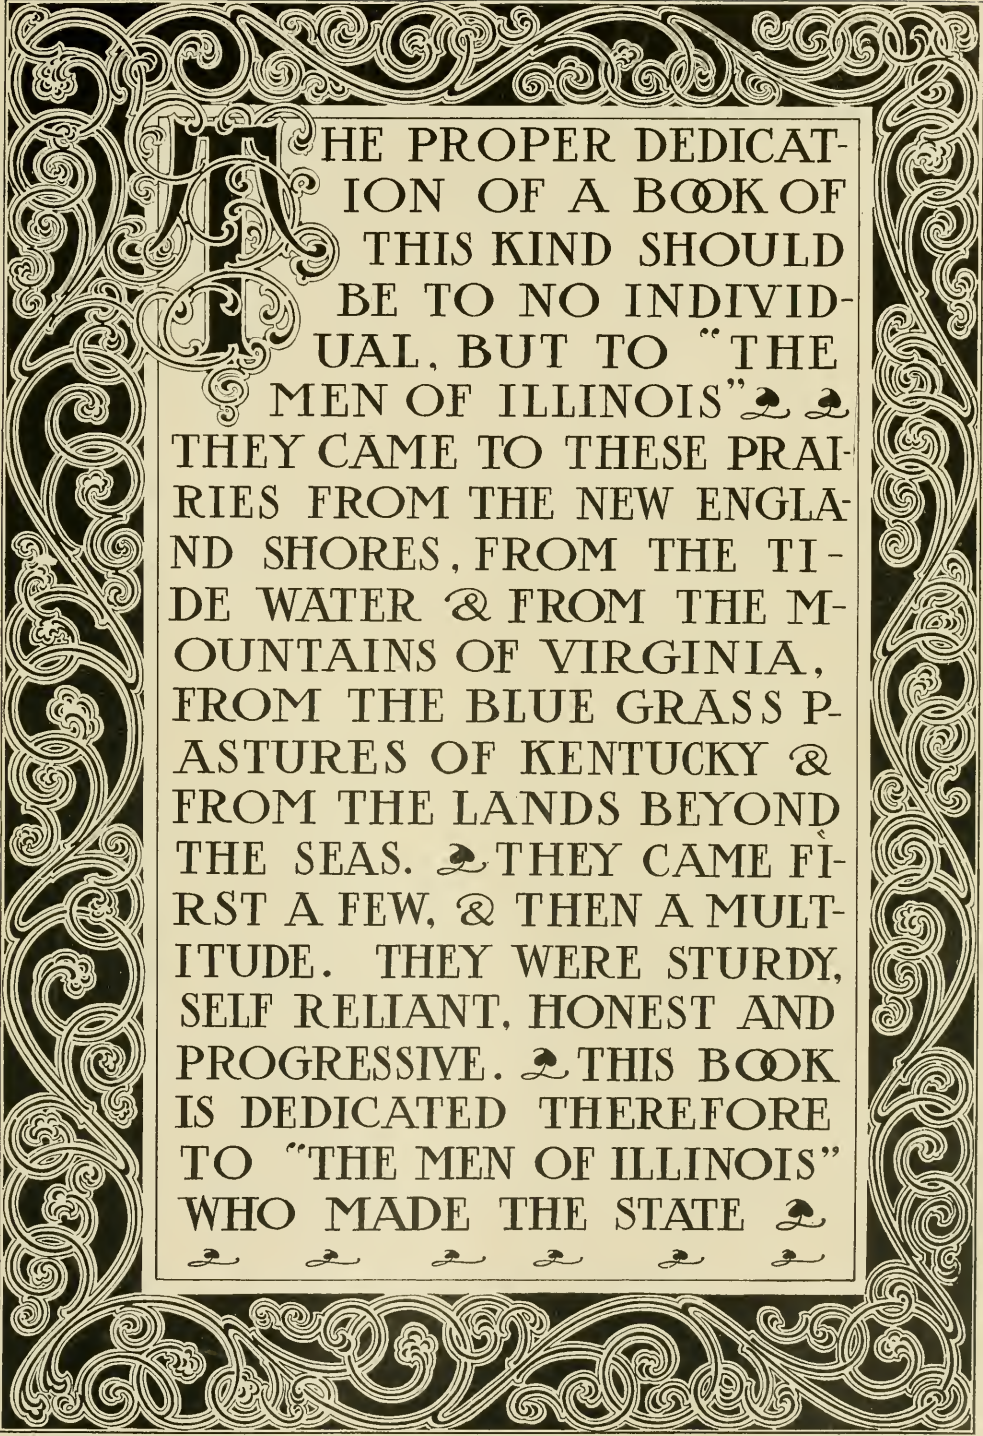 THE PROPER DEDICAT-
ION OF A BOOK OF
THIS KIND SHOULD
BE TO NO INDIVID-
UAL, BUT TO "THE
MEN OF ILLINOIS"
THEY CAME TO THESE PRAI-
RIES FROM THE NEW ENGLA-
ND SHORES, FROM THE TI-
DE WATER & FROM THE M-
OUNTAINS OF VIRGINIA,
FROM THE BLUE GRASS P-
ASTURES OF KENTUCKY &
FROM THE LANDS BEYOND
THE SEAS. THEY CAME FI-
RST A FEW, & THEN A MULT-
ITUDE. THEY WERE STURDY,
SELF RELIANT, HONEST AND
PROGRESSIVE. THIS BOOK
IS DEDICATED THEREFORE
TO "THE MEN OF ILLINOIS"
WHO MADE THE STATE